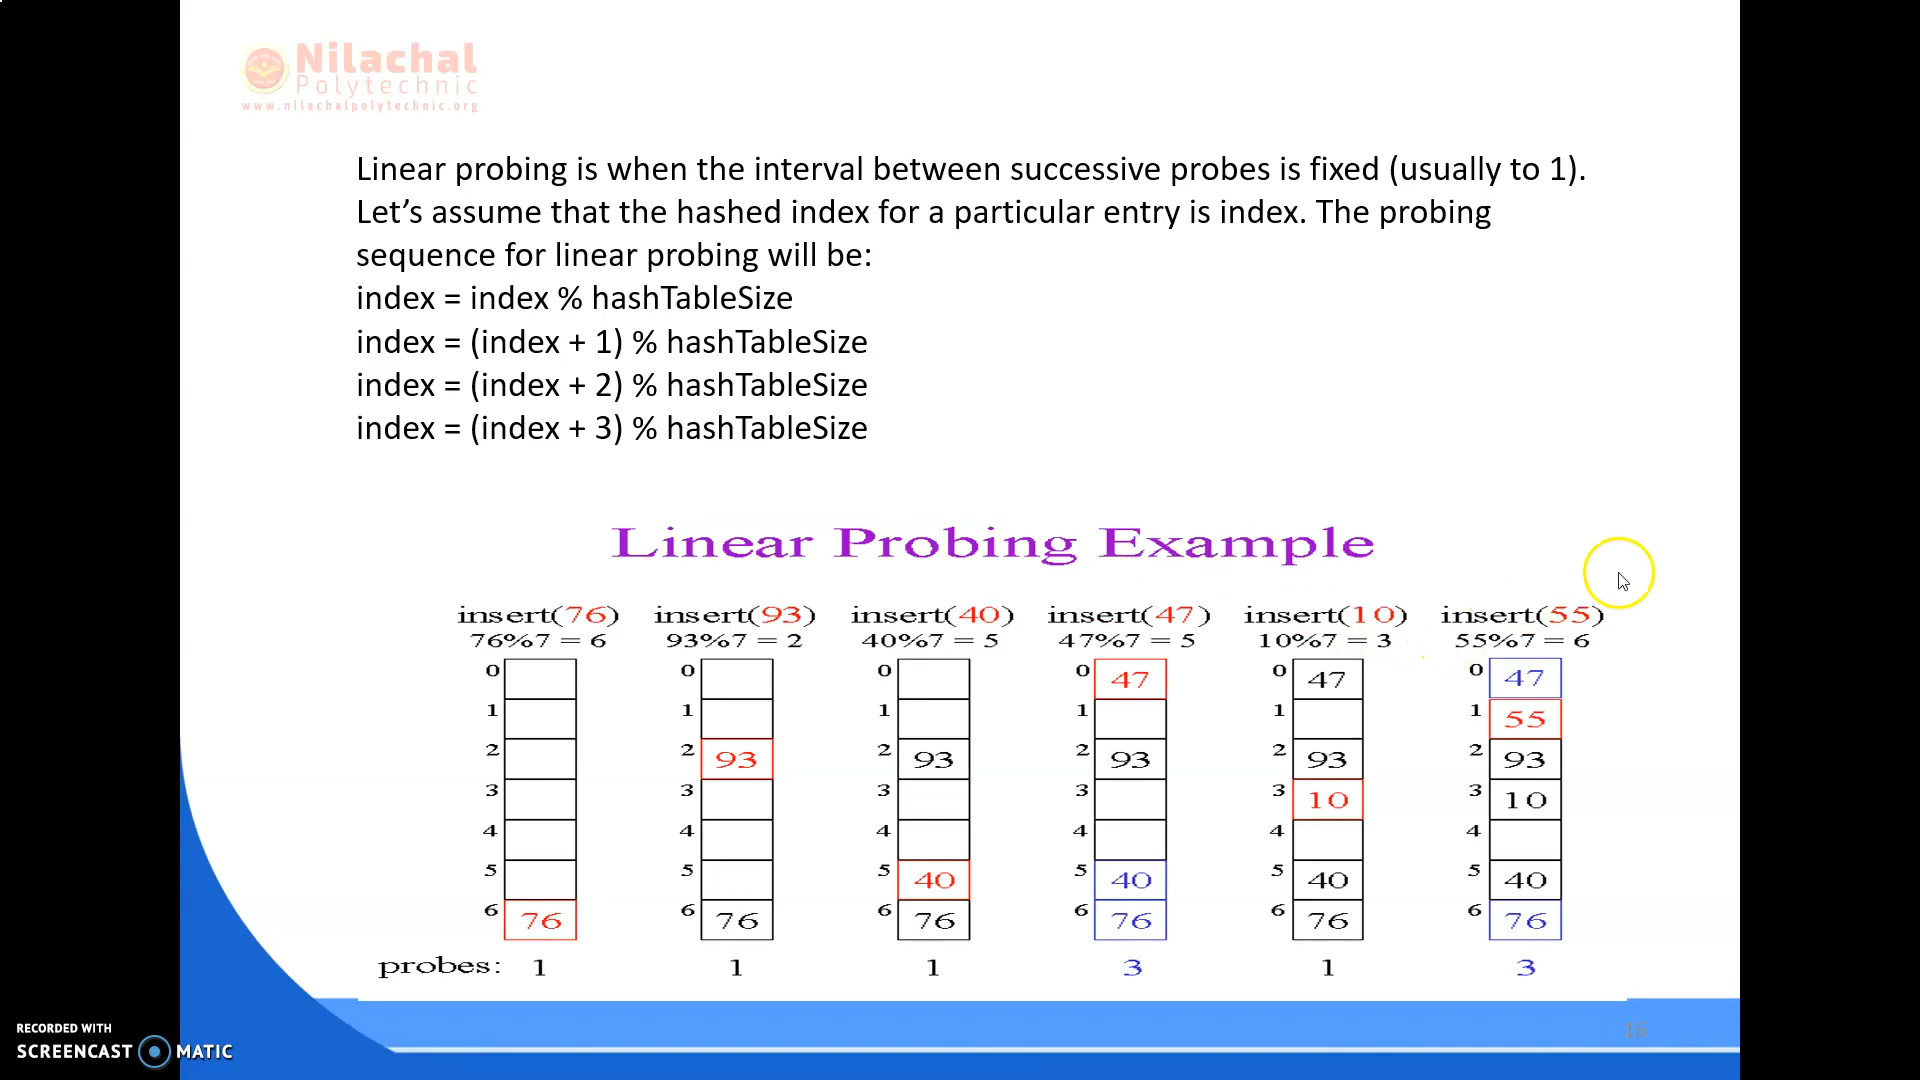 Nilachal
Polytechnic
www.nilachalpolytechnic.org
Linear probing is when the interval between successive probes is fixed (usually to 1).
Let’s assume that the hashed index for a particular entry is index. The probing
sequence for linear probing will be:
index = index % hashTableSize
index = (index + 1) % hashTableSize
index = (index + 2) % hashTableSize
index = (index + 3) % hashTableSize
Linear Probing Example
insert(76) insert(93) insert(40) insert(47) insert(10) insert(55)
76%7 = 6 93%7 = 2 40%7 = 5 47%7 = 5 10%7 = 3 55%7 = 6
0 0 0 0 47 0 47 0 47
1 1 1 1 1 1 55
2 2 93 2 93 2 93 2 93 2 93
3 3 3 3 3 10 3 10
4 4 4 4 4 4
5 5 5 40 5 40 5 40 5 40
6 76 6 76 6 76 6 76 6 76 6 76
probes: 1 1 1 3 1 3
16
RECORDED WITH
SCREENCAST MATIC